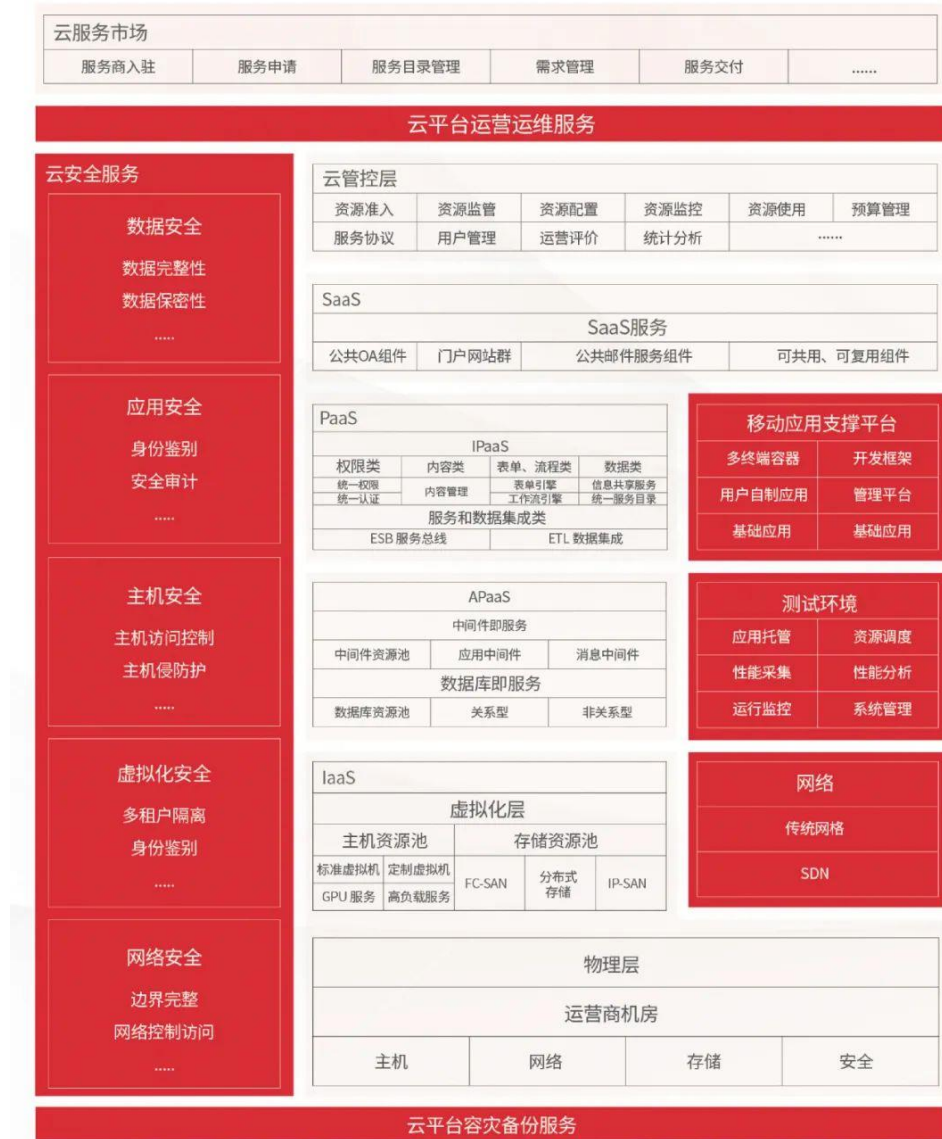 云服务市场
服务商入驻 服务申请 服务目录管理 需求管理 服务交付 ......
云平台运营运维服务
云安全服务
数据安全
数据完整性
数据保密性
.....
应用安全
身份鉴别
安全审计
.....
主机安全
主机访问控制
主机侵防护
.....
虚拟化安全
多租户隔离
身份鉴别
.....
网络安全
边界完整
网络控制访问
.....
云管控层
资源准入 资源监管 资源配置 资源监控 资源使用 预算管理
服务协议 用户管理 运营评价 统计分析 ......
SaaS
SaaS服务
公共OA组件 门户网站群 公共邮件服务组件 可共用、可复用组件
PaaS
IPaaS
权限类 内容类 表单、流程类 数据类
统一权限 内容管理 表单引擎 信息共享服务
统一认证 工作流引擎 统一服务目录
服务和数据集成类
ESB 服务总线 ETL 数据集成
移动应用支撑平台
多终端容器 开发框架
用户自制应用 管理平台
基础应用 基础应用
APaaS
中间件即服务
中间件资源池 应用中间件 消息中间件
数据库即服务
数据库资源池 关系型 非关系型
测试环境
应用托管 资源调度
性能采集 性能分析
运行监控 系统管理
IaaS
虚拟化层
主机资源池 存储资源池
标准虚拟机 定制虚拟机 FC-SAN 分布式 IP-SAN
GPU 服务 高负载服务 存储
网络
传统网格
SDN
物理层
运营商机房
主机 网络 存储 安全
云平台容灾备份服务